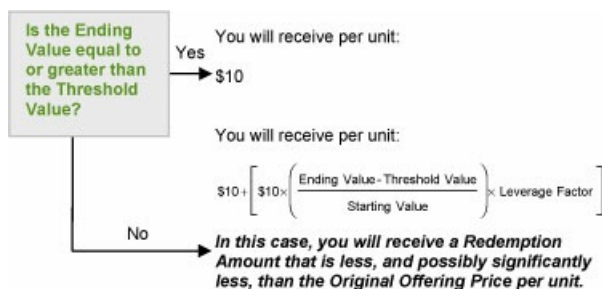 Is the Ending
Value equal to
or greater than
the Threshold
Value?
Yes
You will receive per unit:
$10
You will receive per unit:
$10+[$10×(Ending Value-Threshold Value/Starting Value)× Leverage Factor]
No
In this case, you will receive a Redemption
Amount that is less, and possibly significantly
less, than the Original Offering Price per unit.